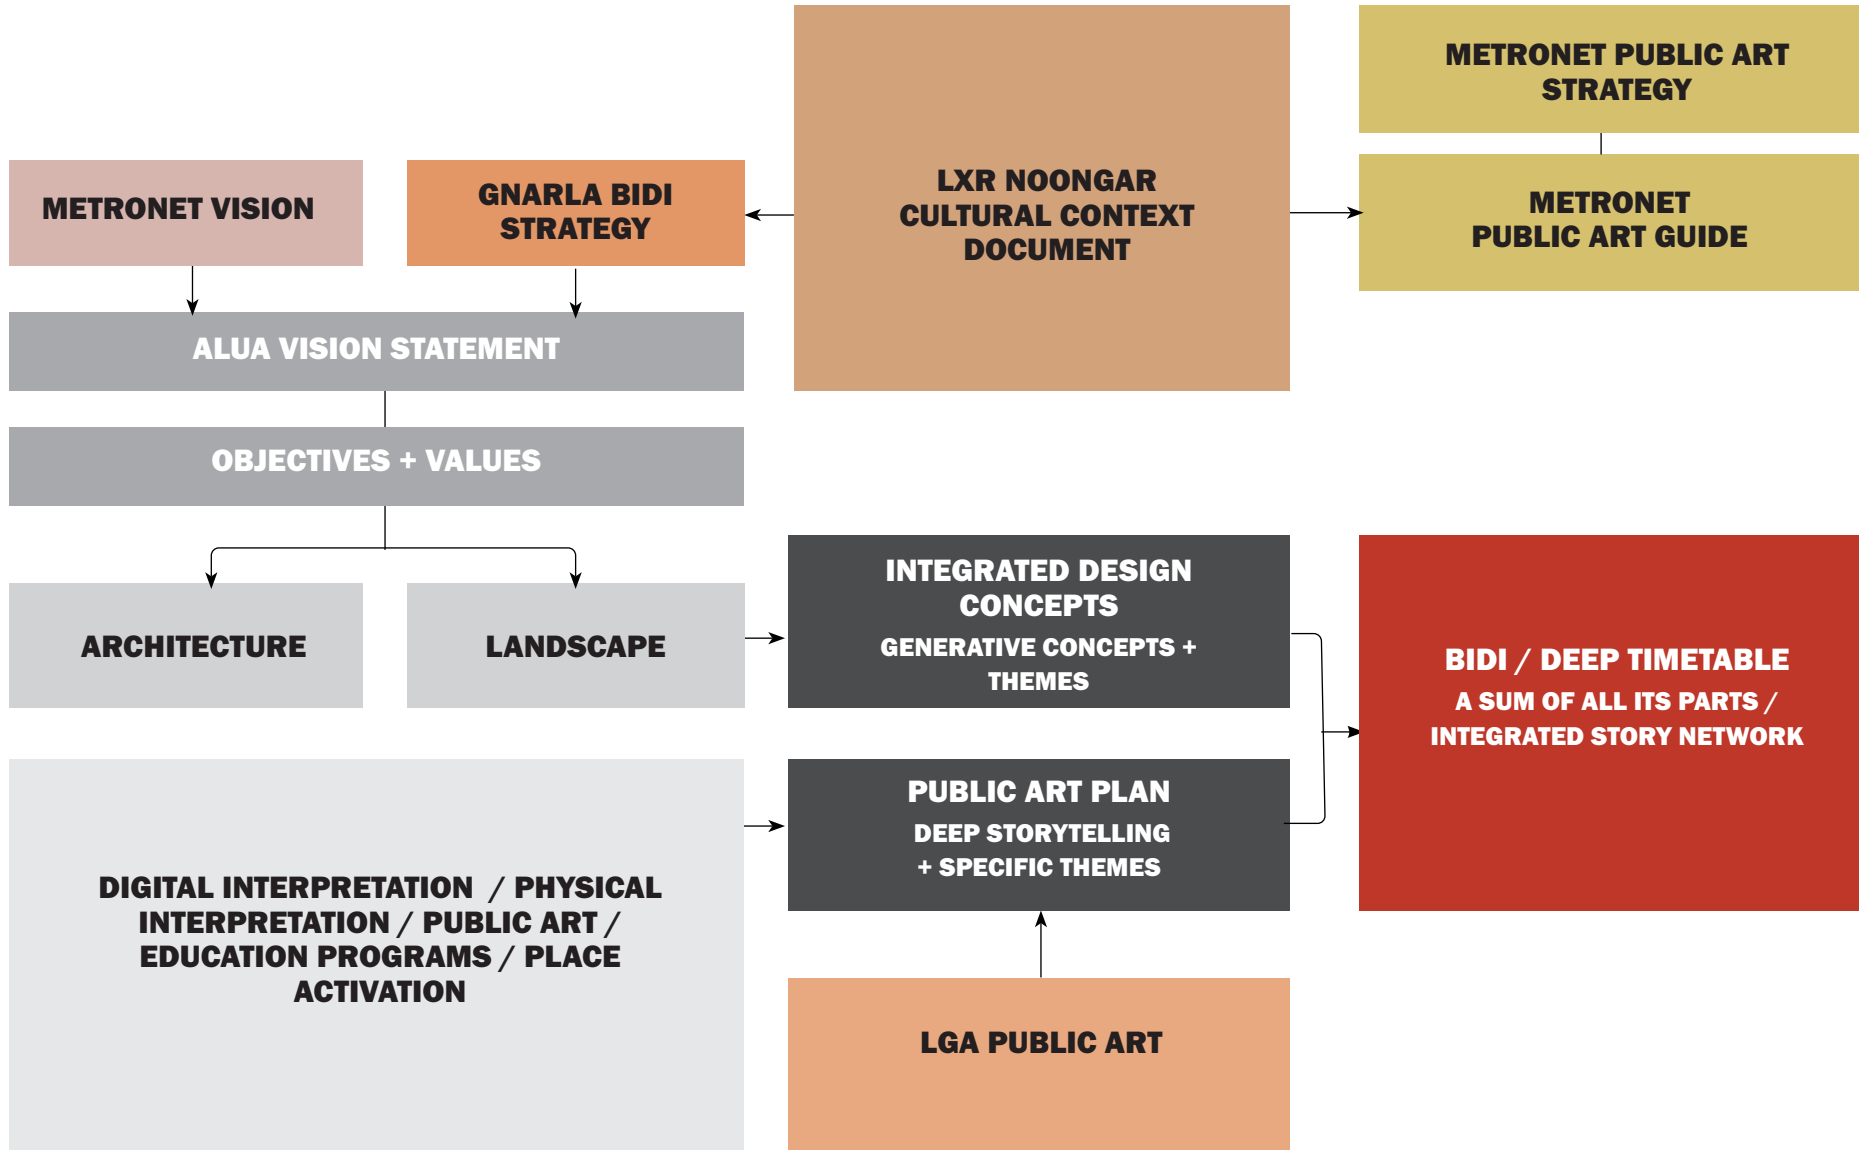 METRONET VISION
GNARLA BIDI
STRATEGY
LXR NOONGAR
CULTURAL CONTEXT
DOCUMENT
METRONET PUBLIC ART
STRATEGY
METRONET
PUBLIC ART GUIDE
ALUA VISION STATEMENT
OBJECTIVES + VALUES
ARCHITECTURE
LANDSCAPE
INTEGRATED DESIGN
CONCEPTS
GENERATIVE CONCEPTS +
THEMES
BIDI / DEEP TIMETABLE
A SUM OF ALL ITS PARTS /
INTEGRATED STORY NETWORK
DIGITAL INTERPRETATION / PHYSICAL
INTERPRETATION / PUBLIC ART /
EDUCATION PROGRAMS / PLACE
ACTIVATION
PUBLIC ART PLAN
DEEP STORYTELLING
+ SPECIFIC THEMES
LGA PUBLIC ART